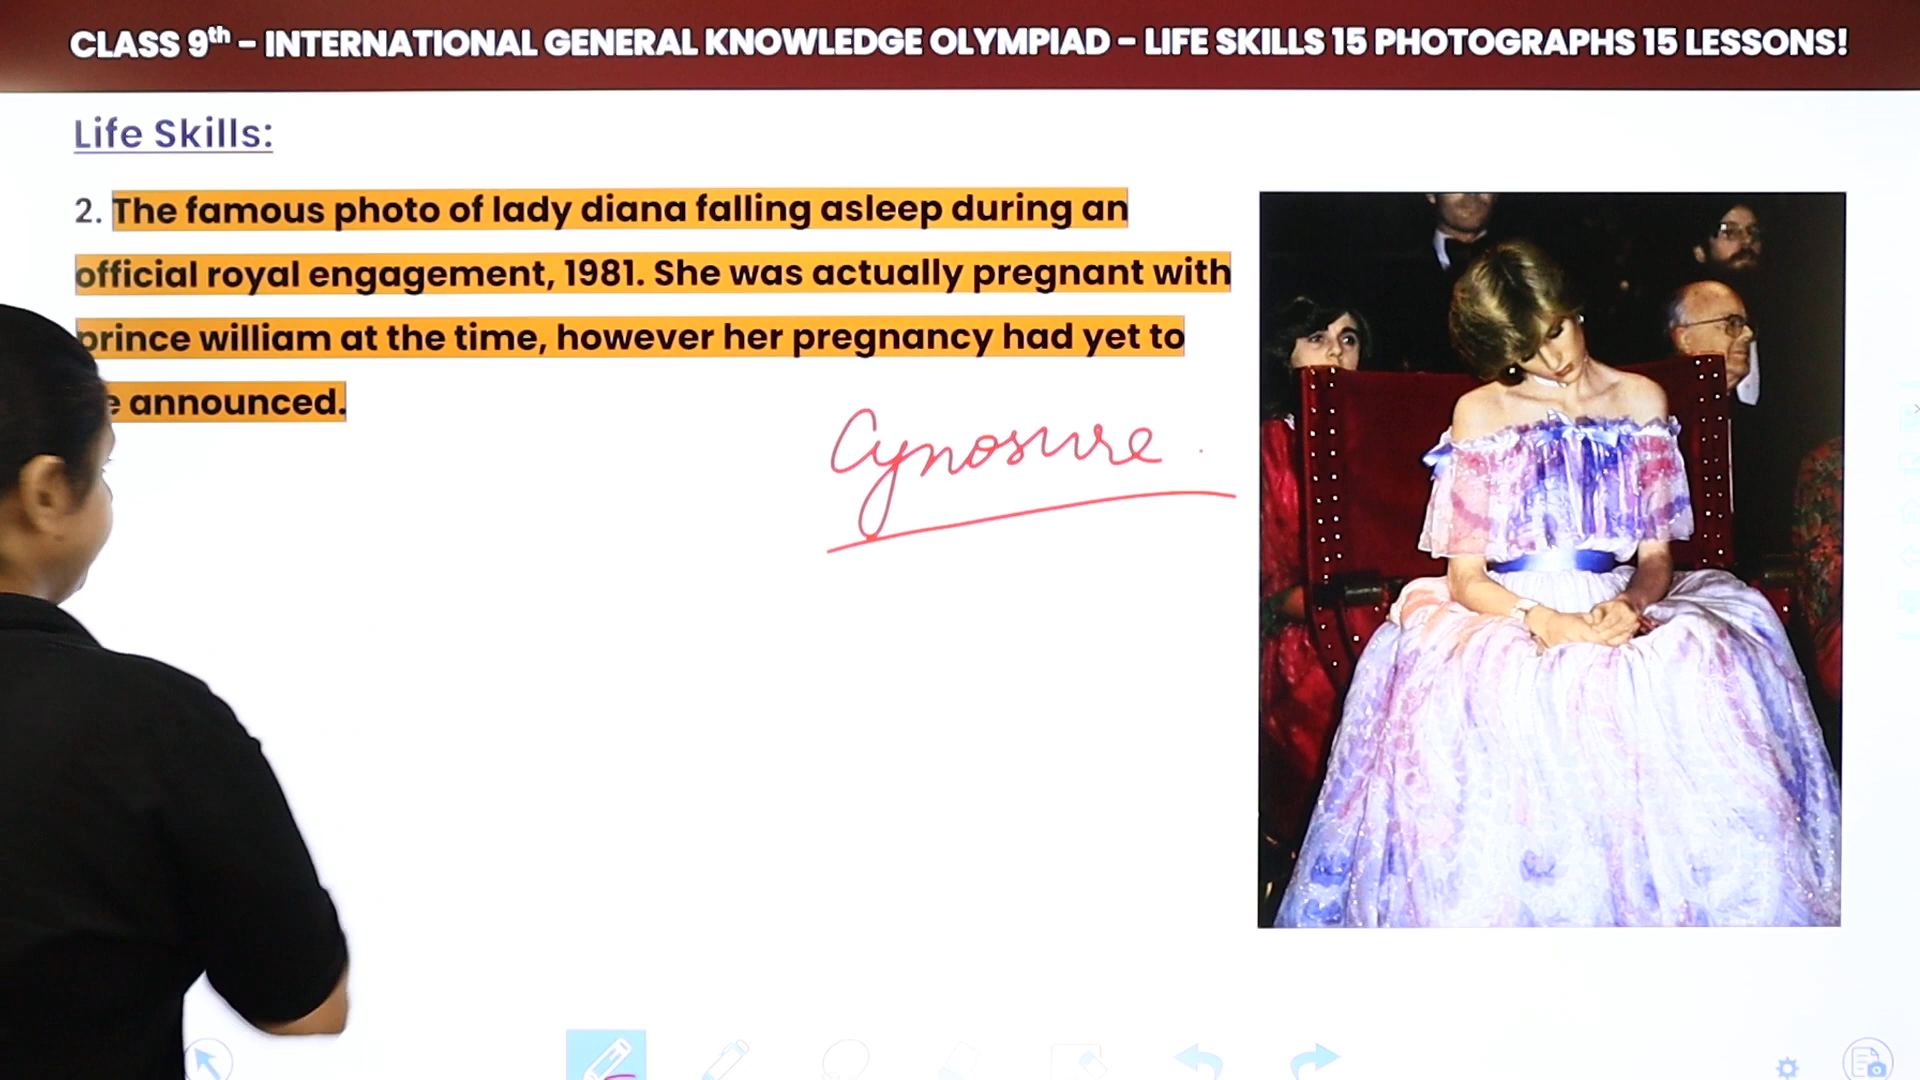 CLASS 9th - INTERNATIONAL GENERAL KNOWLEDGE OLYMPIAD - LIFE SKILLS 15 PHOTOGRAPHS 15 LESSONS!
Life Skills:
2. The famous photo of lady diana falling asleep during an
official royal engagement, 1981. She was actually pregnant with
prince william at the time, however her pregnancy had yet to
e announced.
Cynosure.